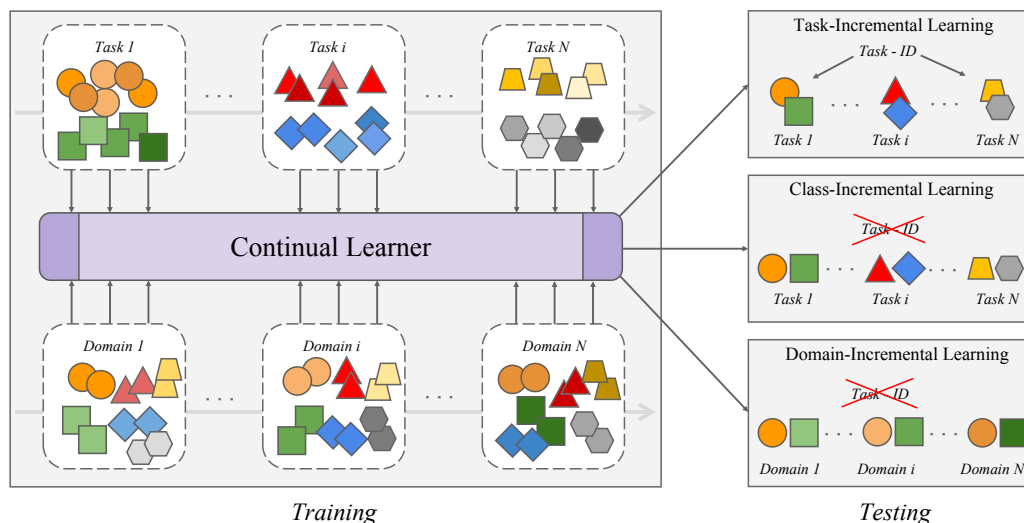 Task 1
Task i
Task N
. . .
. . .
Continual Learner
Domain 1
Domain i
Domain N
. . .
. . .
Training
Task-Incremental Learning
Task - ID
. . .
. . .
Task 1
Task i
Task N
Class-Incremental Learning
Task - ID
. . .
. . .
Task 1
Task i
Task N
Domain-Incremental Learning
Task - ID
. . .
. . .
Domain 1
Domain i
Domain N
Testing